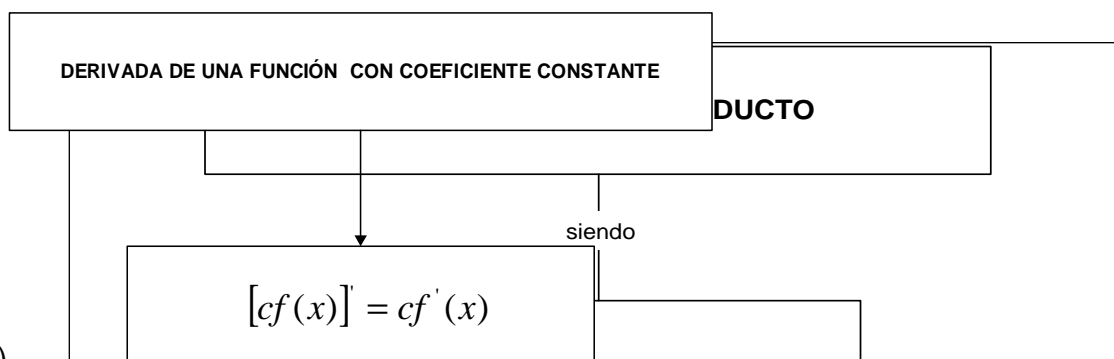 DERIVADA DE UNA FUNCIÓN CON COEFICIENTE CONSTANTE
DUCTO
siendo
[cf(x)]' = cf'(x)
)